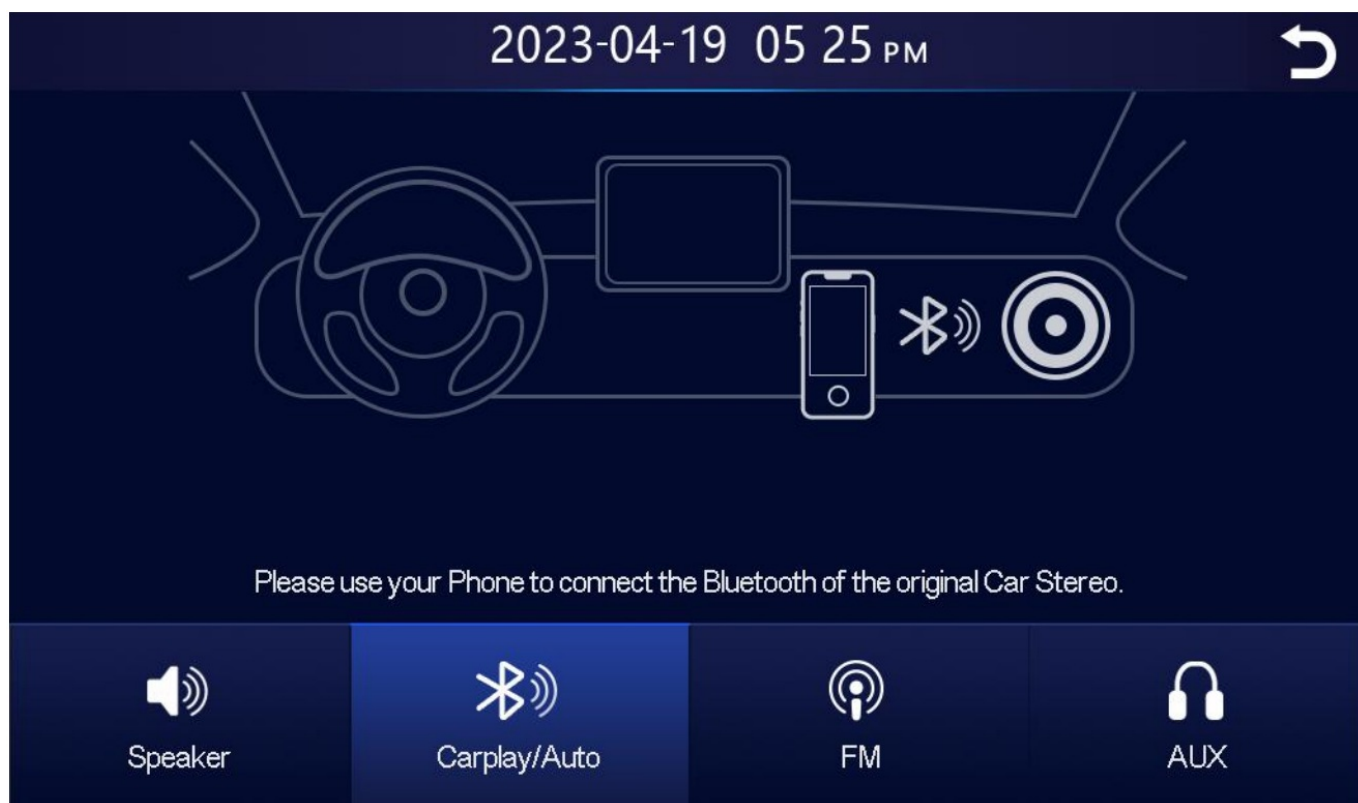 2023-04-19 05 25 PM
Please use your Phone to connect the Bluetooth of the original Car Stereo.
Speaker
Carplay/Auto
FM
AUX